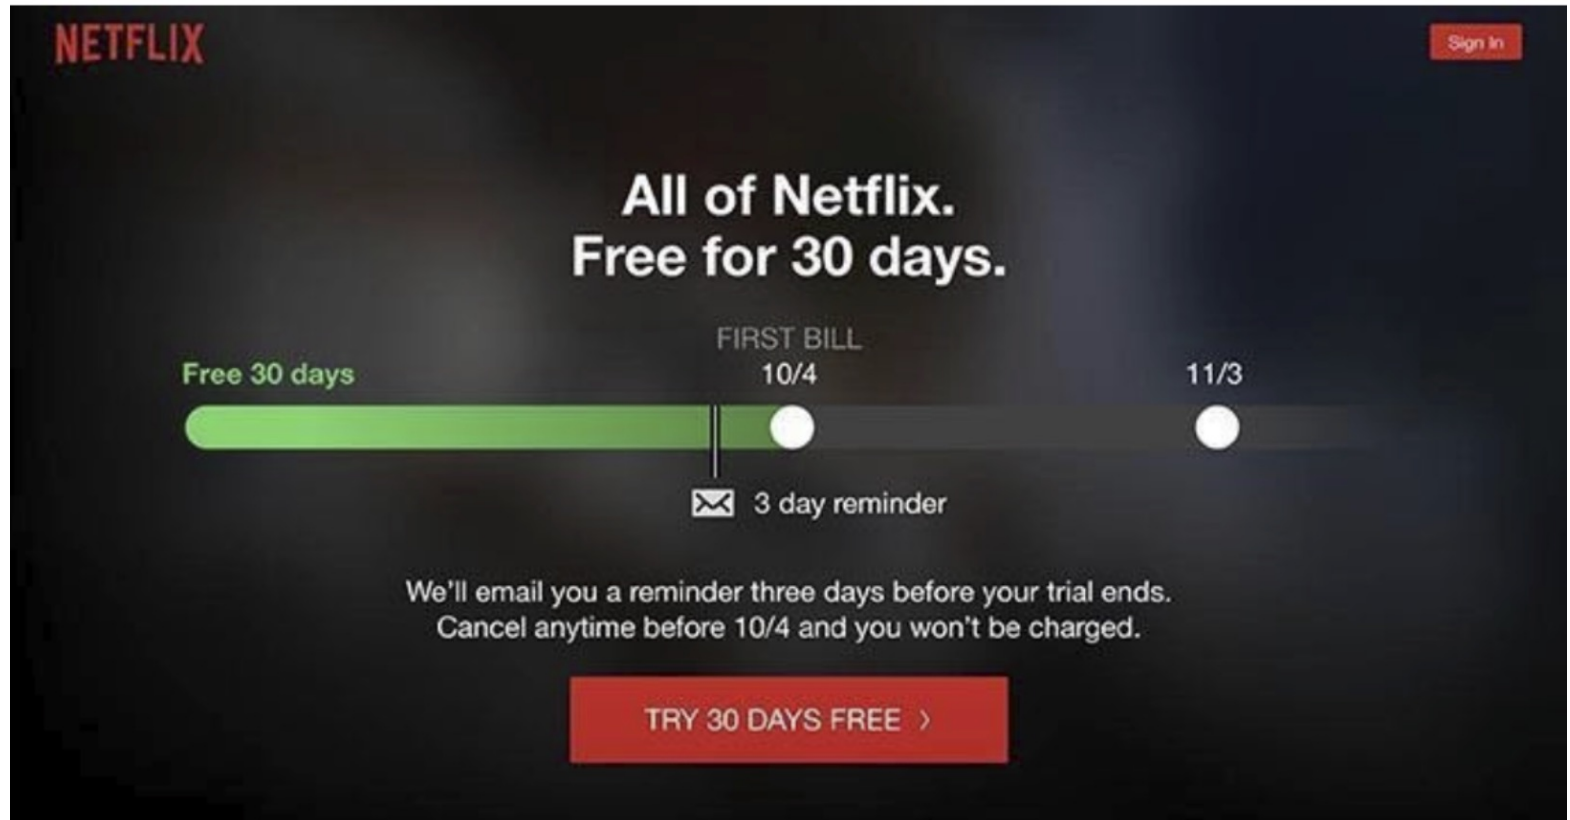 NETFLIX
Sign In
All of Netflix.
Free for 30 days.
FIRST BILL
Free 30 days
10/4
11/3
3 day reminder
We'll email you a reminder three days before your trial ends.
Cancel anytime before 10/4 and you won't be charged.
TRY 30 DAYS FREE >